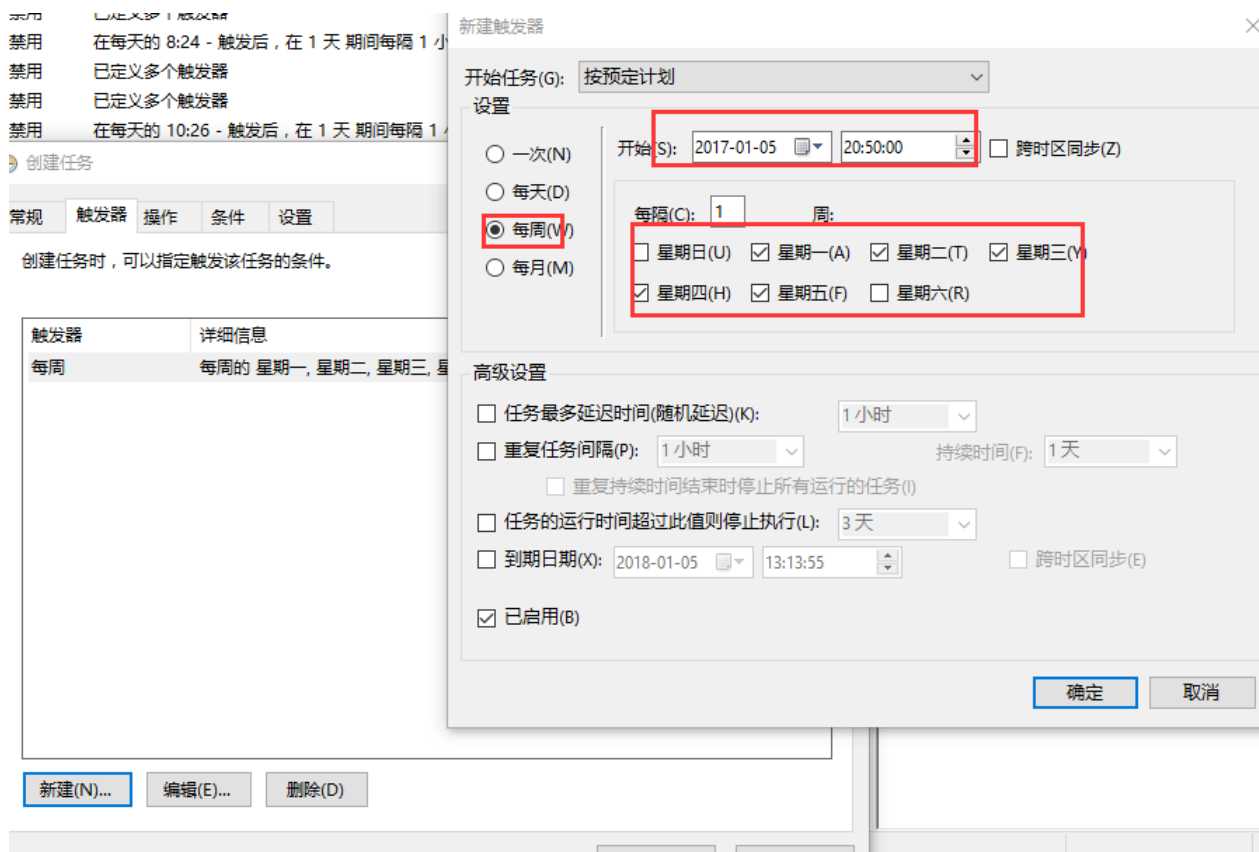 禁用 已定义多个触发器
禁用 在每天的 8:24 - 触发后，在 1 天 期间每隔 1 小
禁用 已定义多个触发器
禁用 已定义多个触发器
禁用 在每天的 10:26 - 触发后，在 1 天 期间每隔 1
创建任务
常规 触发器 操作 条件 设置
创建任务时，可以指定触发该任务的条件。
触发器 详细信息
每周 每周的 星期一, 星期二, 星期三,
新建(N)... 编辑(E)... 删除(D)
新建触发器
开始任务(G): 按预定计划
设置
一次(N)
每天(D)
每周(W)
每月(M)
开始(S): 2017-01-05 20:50:00 跨时区同步(Z)
每隔(C): 1 周:
星期日(U) 星期一(A) 星期二(T) 星期三(Y)
星期四(H) 星期五(F) 星期六(R)
高级设置
任务最多延迟时间(随机延迟)(K): 1 小时
重复任务间隔(P): 1 小时 持续时间(F): 1 天
重复持续时间结束时停止所有运行的任务(I)
任务的运行时间超过此值则停止执行(L): 3 天
到期日期(X): 2018-01-05 13:13:55 跨时区同步(E)
已启用(B)
确定 取消